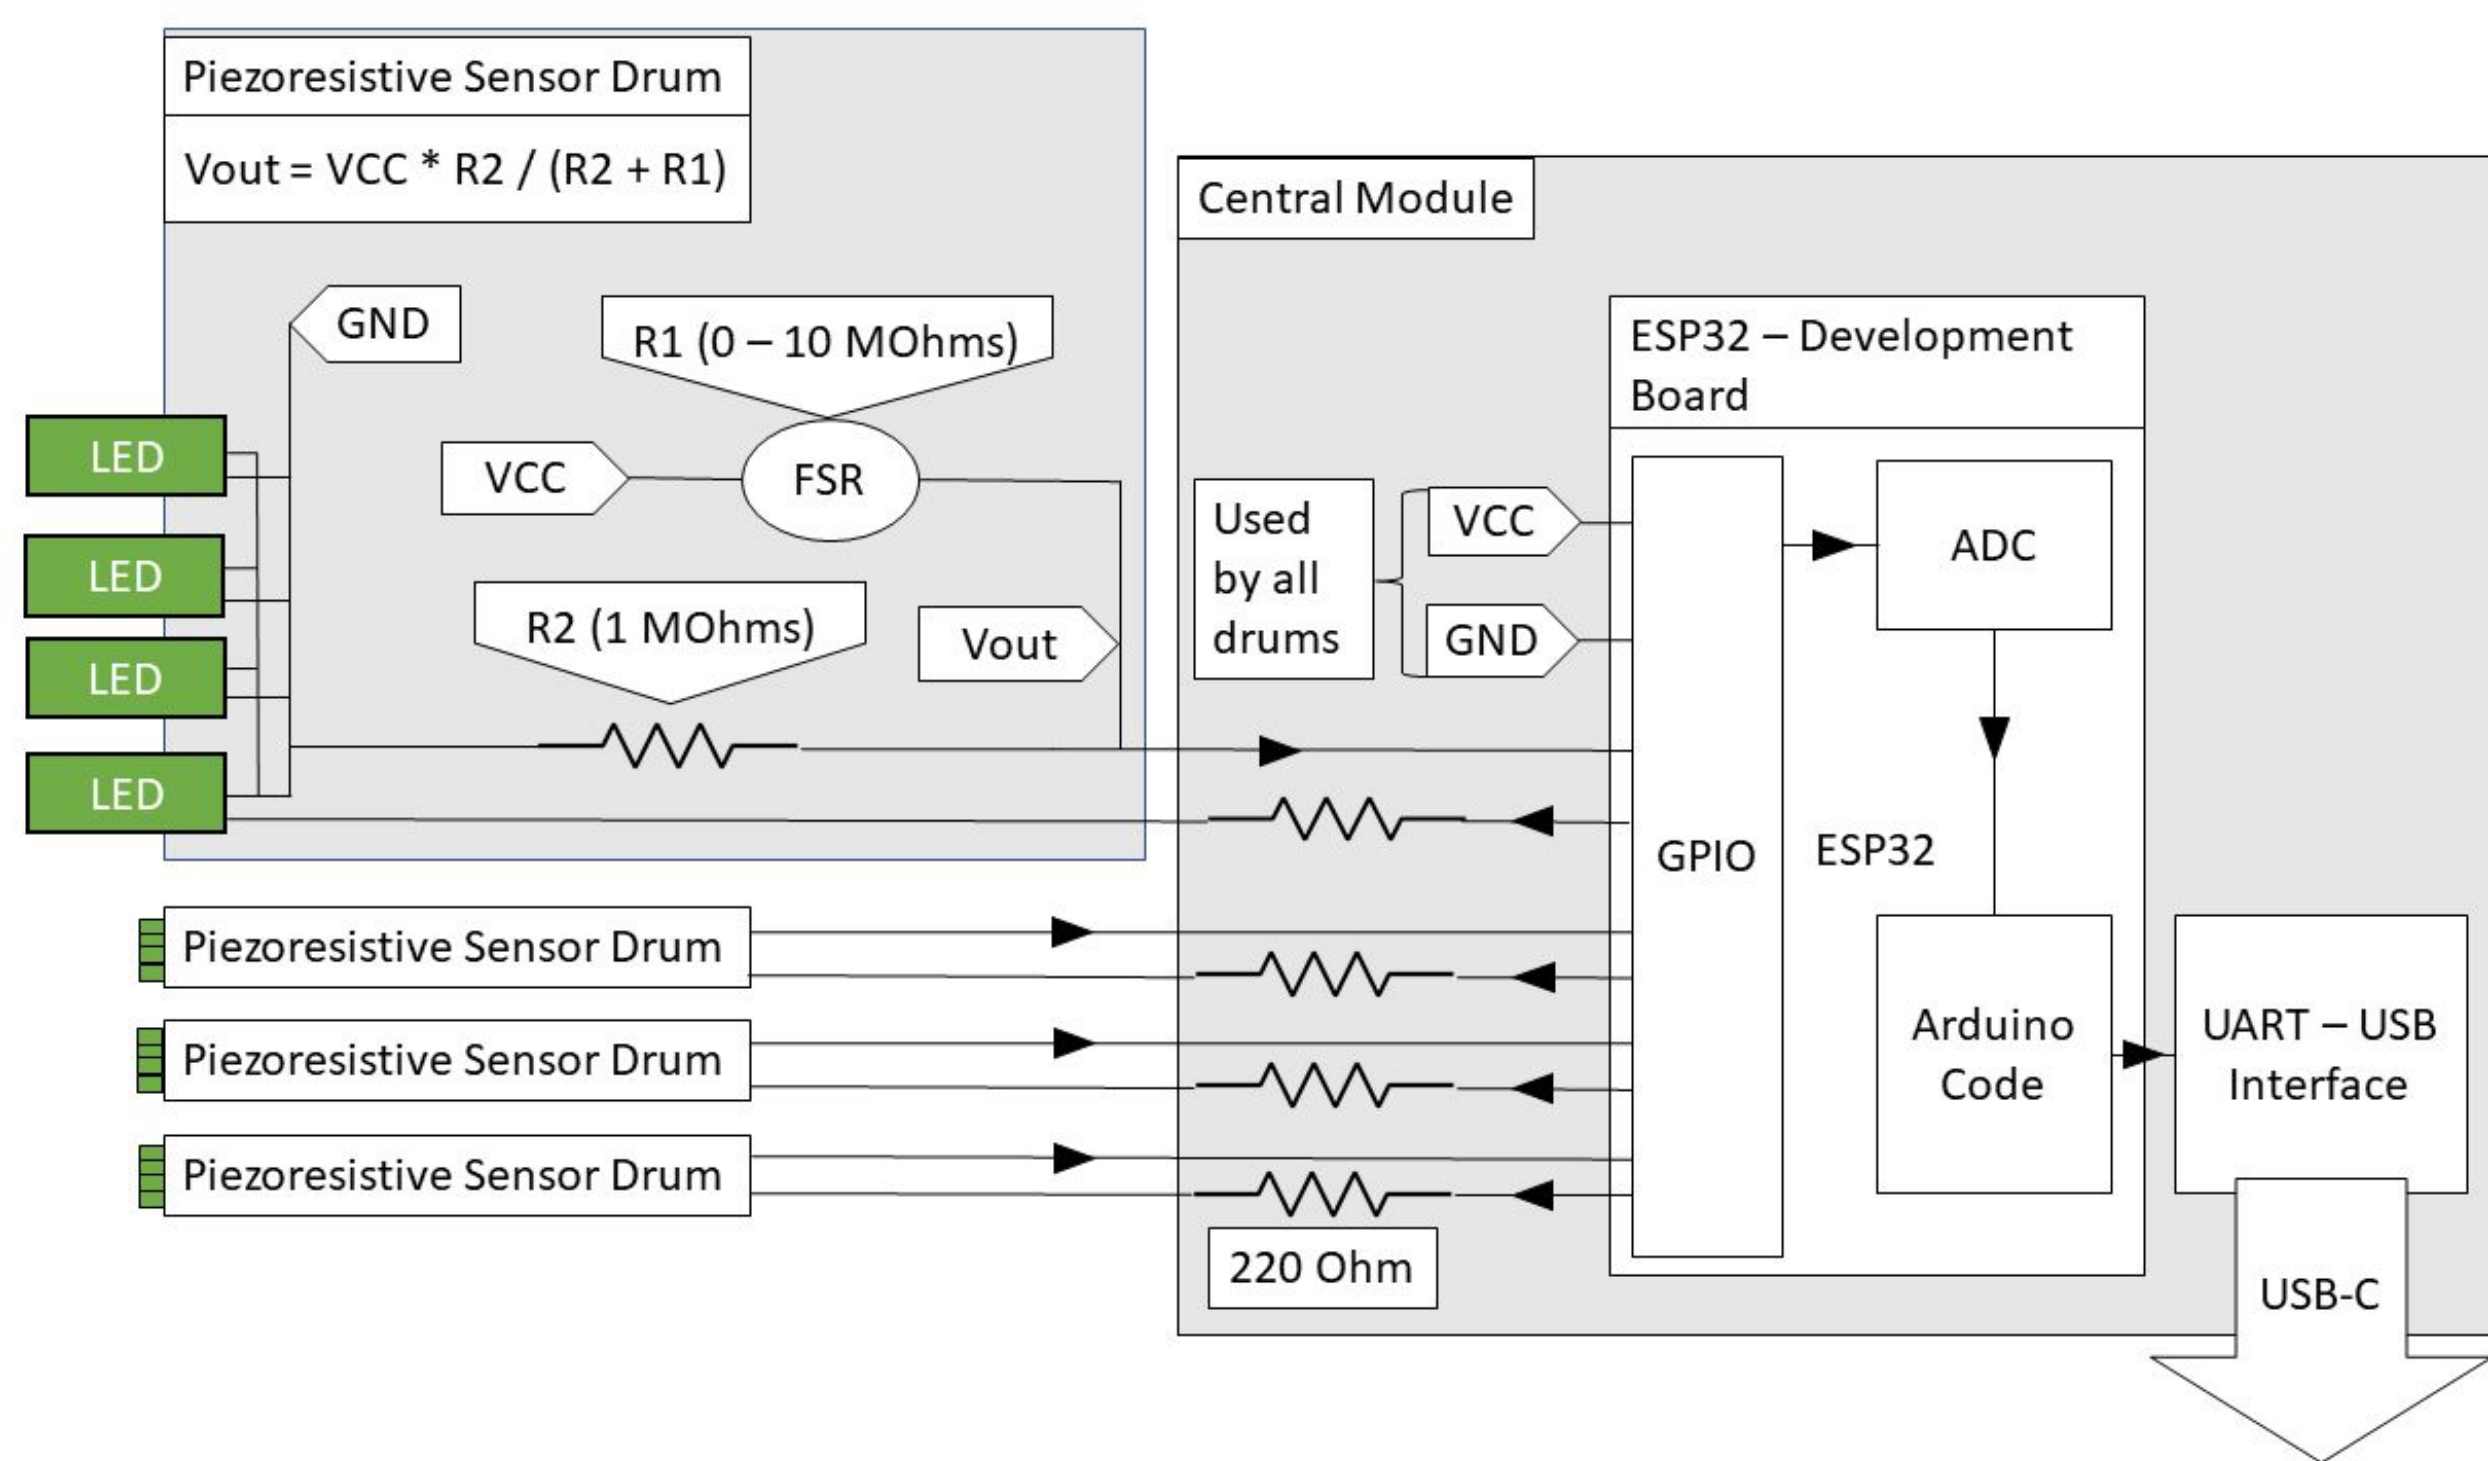 Piezoresistive Sensor Drum
Vout = VCC * R2 / (R2 + R1)
GND
R1 (0 – 10 MOhms)
LED
VCC
FSR
LED
R2 (1 MOhms)
Vout
LED
LED
Piezoresistive Sensor Drum
Piezoresistive Sensor Drum
Piezoresistive Sensor Drum
Central Module
ESP32 – Development
Board
Used
by all
drums
VCC
GND
ADC
GPIO
ESP32
Arduino
Code
UART – USB
Interface
220 Ohm
USB-C